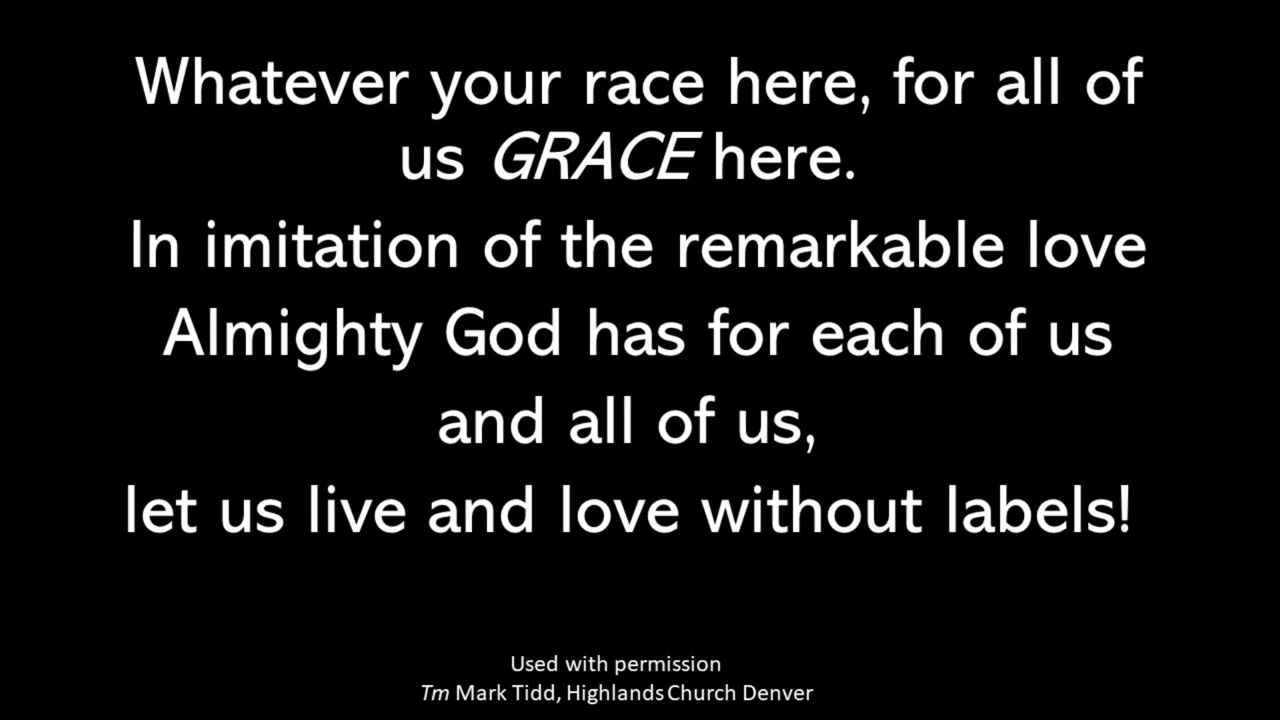 Whatever your race here, for all of
us GRACE here.
In imitation of the remarkable love
Almighty God has for each of us
and all of us,
let us live and love without labels!
Used with permission
Tm Mark Tidd, Highlands Church Denver